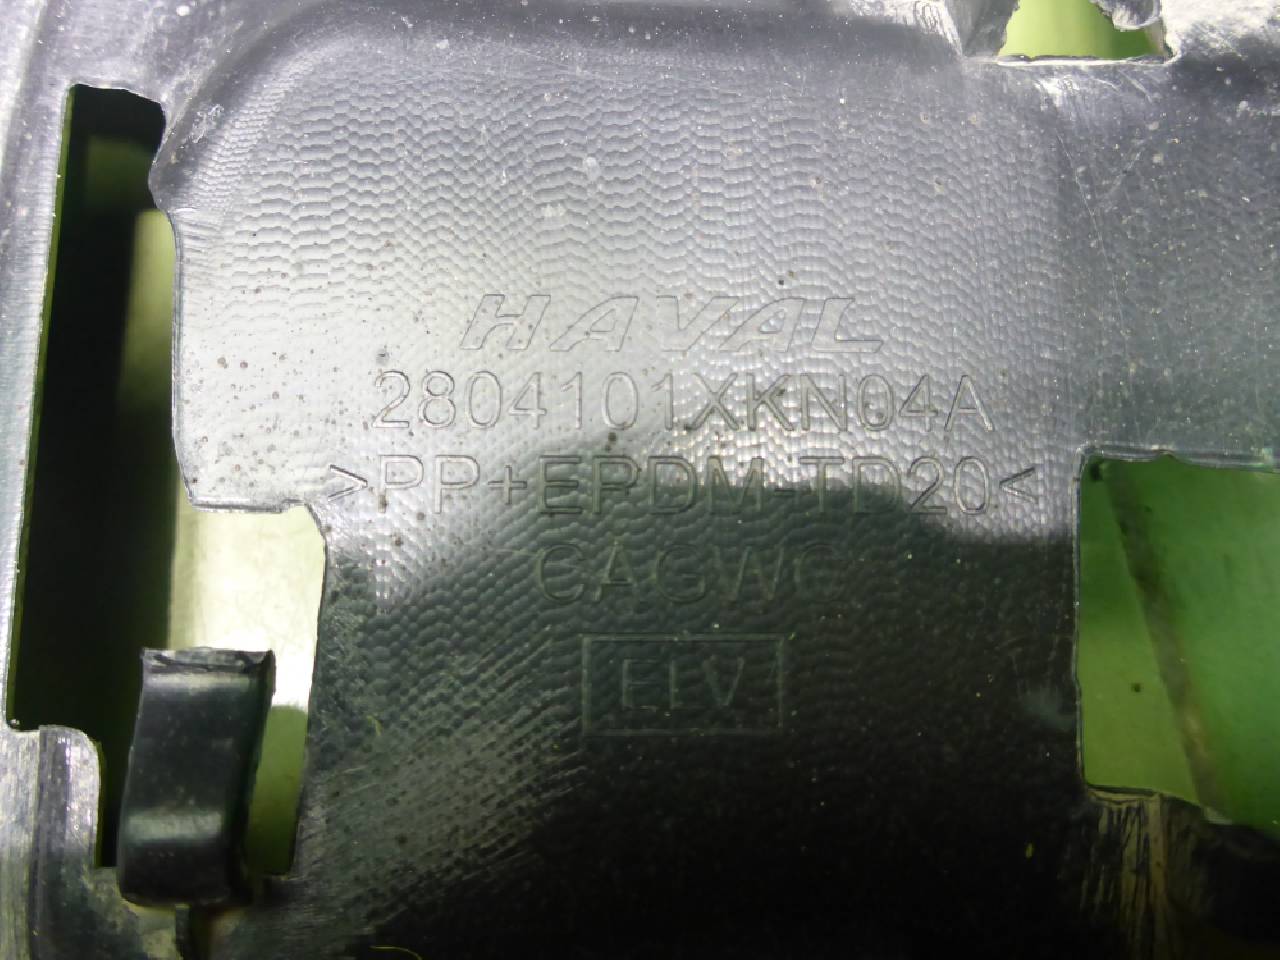 HAVAL
2804101XKN04A
>PP+EPDM-TD20<
CAGWC
ELV